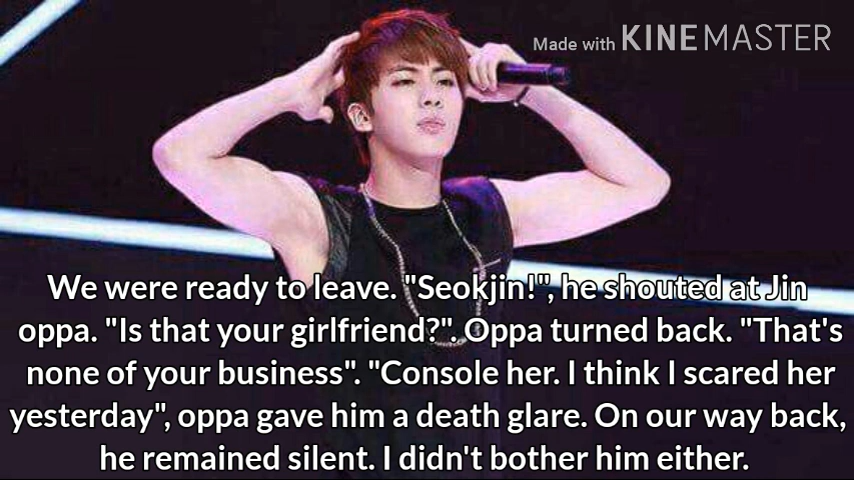 Made with KINEMASTER
We were ready to leave. "Seokjin!", he shouted at Jin
oppa. "Is that your girlfriend?". Oppa turned back. "That's
none of your business". "Console her. I think I scared her
yesterday", oppa gave him a death glare. On our way back,
he remained silent. I didn't bother him either.